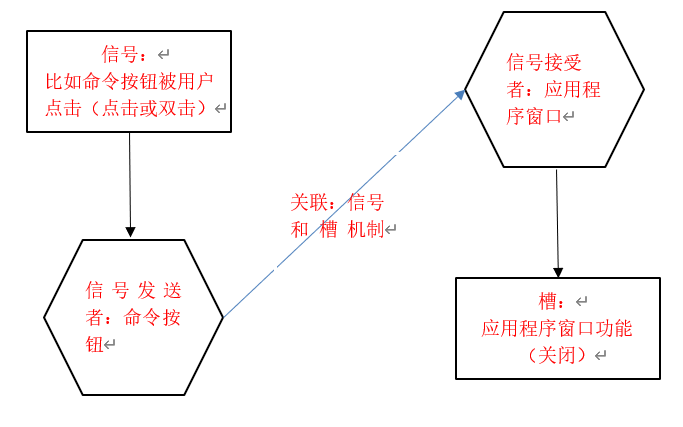 信号：
比如命令按钮被用户
点击（点击或双击）
信号发送
者：命令按
钮
关联：信号
和 槽 机制
信号接受
者：应用程
序窗口
槽：
应用程序窗口功能
（关闭）